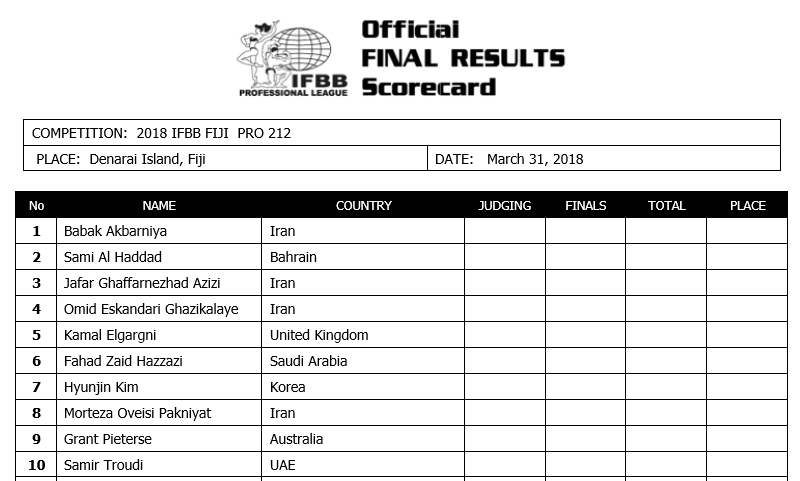 Official
FINAL RESULTS
Scorecard
IFBB
PROFESSIONAL LEAGUE
COMPETITION: 2018 IFBB FIJI PRO 212
PLACE: Denarai Island, Fiji DATE: March 31, 2018
No NAME COUNTRY JUDGING FINALS TOTAL PLACE
1 Babak Akbarniya Iran
2 Sami Al Haddad Bahrain
3 Jafar Ghaffarnezhad Azizi Iran
4 Omid Eskandari Ghazikalaye Iran
5 Kamal Elgargni United Kingdom
6 Fahad Zaid Hazzazi Saudi Arabia
7 Hyunjin Kim Korea
8 Morteza Oveisi Pakniyat Iran
9 Grant Pieterse Australia
10 Samir Troudi UAE